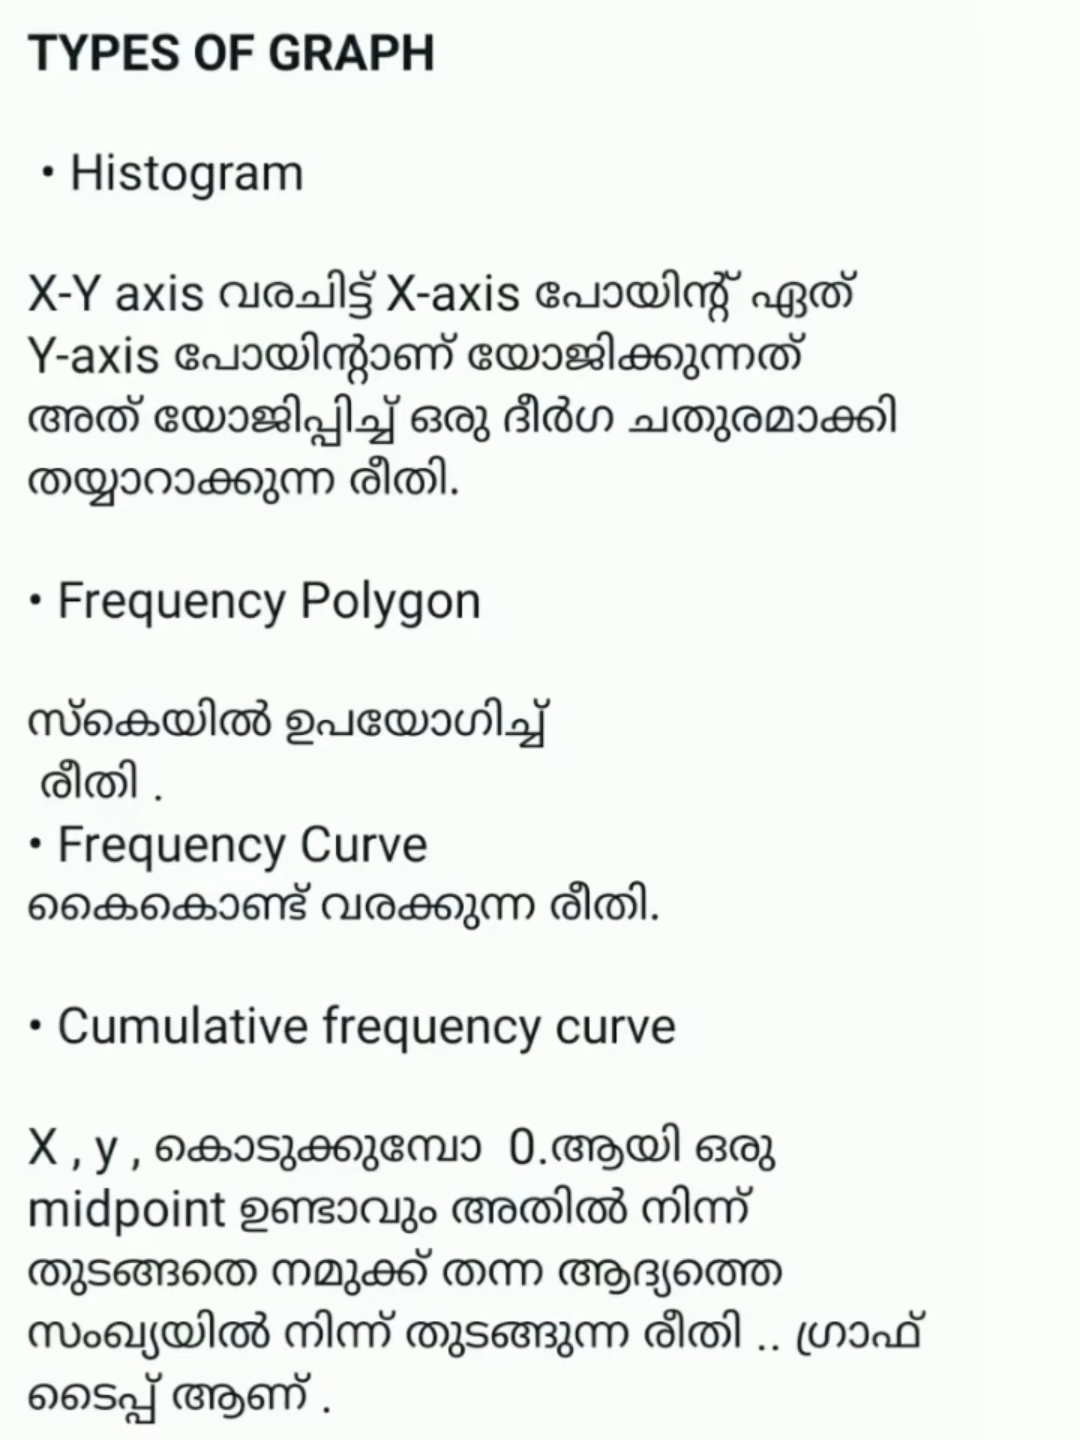 TYPES OF GRAPH
• Histogram
X-Y axis വരചിട്ട് X-axis പോയിന്റ് ഏത്
Y-axis പോയിന്റാണ് യോജിക്കുന്നത്
അത് യോജിപ്പിച്ച് ഒരു ദീർഗ ചതുരമാക്കി
തയ്യാറാക്കുന്ന രീതി.
• Frequency Polygon
സ്കെയിൽ ഉപയോഗിച്ച്
രീതി .
• Frequency Curve
കൈകൊണ്ട് വരക്കുന്ന രീതി.
• Cumulative frequency curve
X , y , കൊടുക്കുമ്പോ 0.ആയി ഒരു
midpoint ഉണ്ടാവും അതിൽ നിന്ന്
തുടങ്ങതെ നമുക്ക് തന്ന ആദ്യത്തെ
സംഖ്യയിൽ നിന്ന് തുടങ്ങുന്ന രീതി .. ഗ്രാഫ്
ടൈപ്പ് ആണ് .